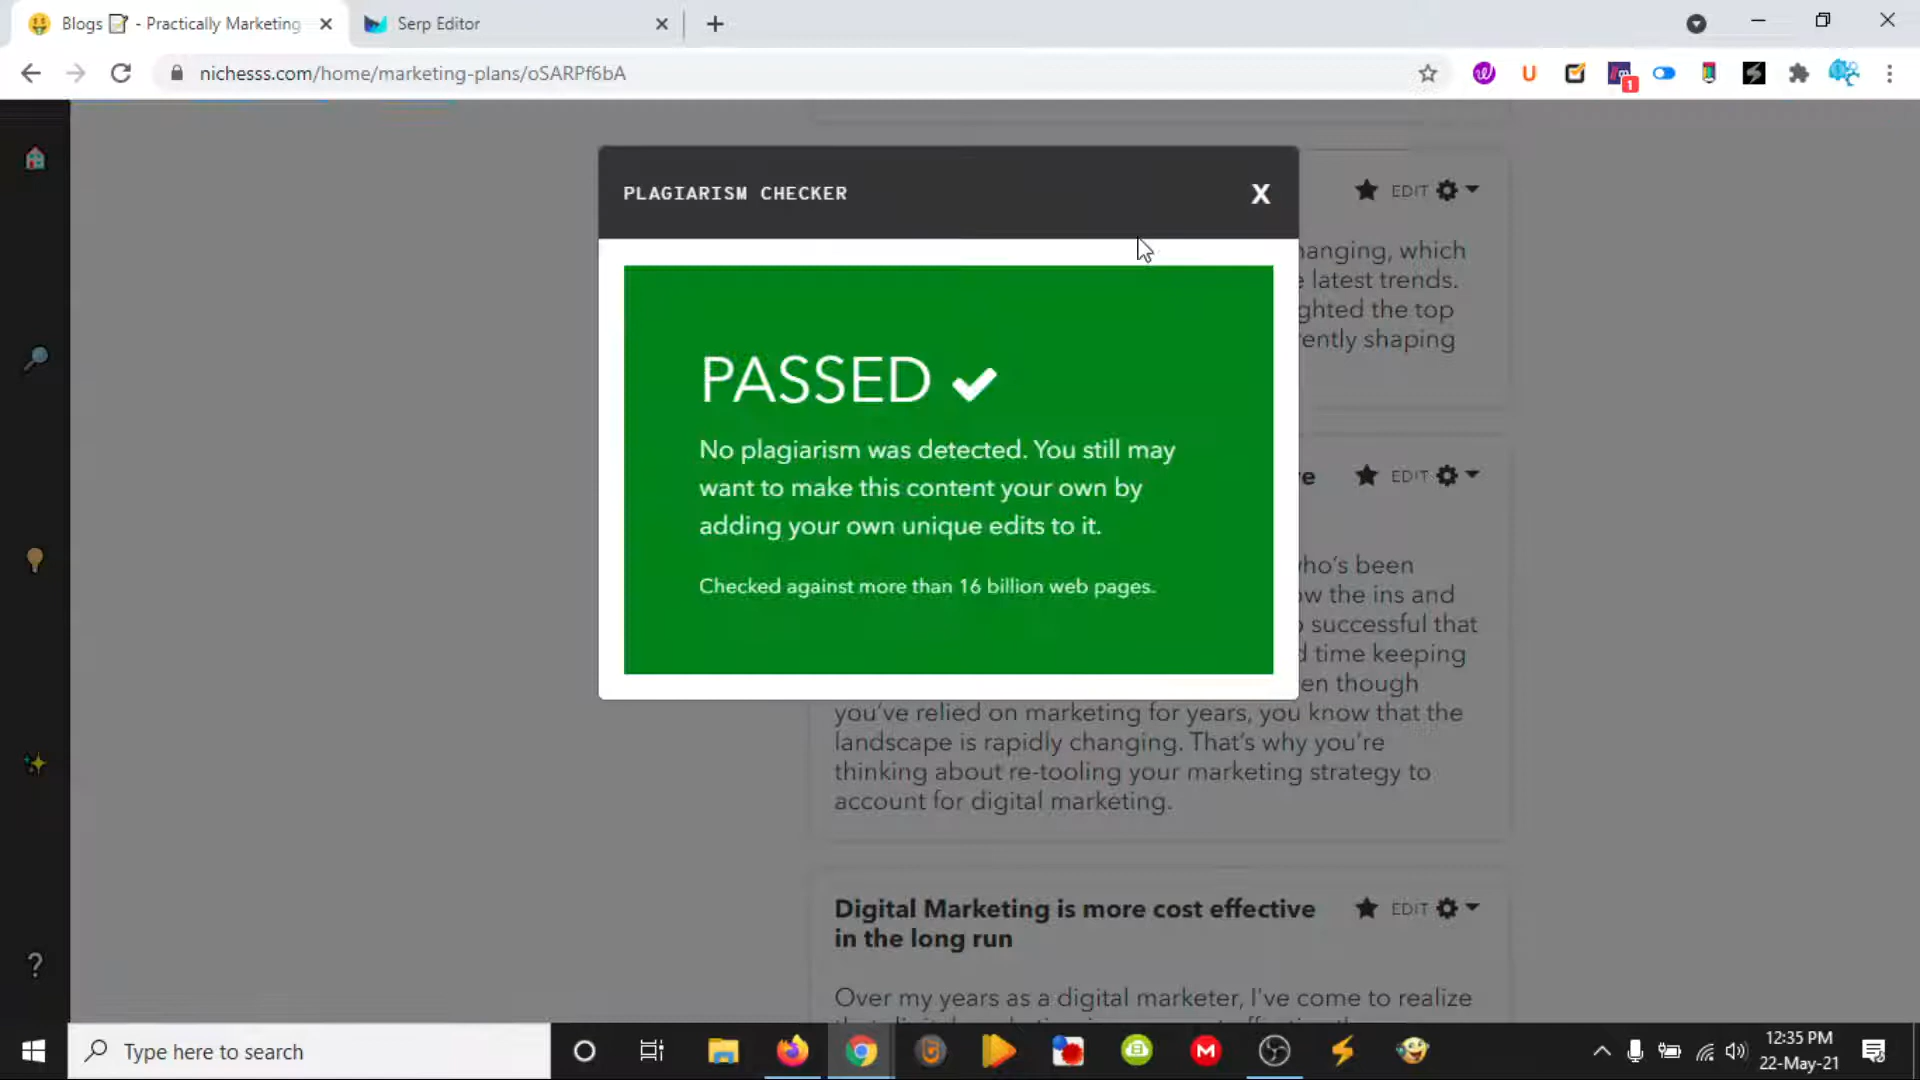 Blogs 📝 - Practically Marketing
Serp Editor
nichesss.com/home/marketing-plans/oSARPf6bA
1
PLAGIARISM CHECKER
X
EDIT
hanging, which
latest trends.
ghted the top
ently shaping
PASSED ✔
No plagiarism was detected. You still may
want to make this content your own by
adding your own unique edits to it.
Checked against more than 16 billion web pages.
e
EDIT
ho's been
ow the ins and
successful that
d time keeping
en though
you've relied on marketing for years, you know that the
landscape is rapidly changing. That's why you're
thinking about re-tooling your marketing strategy to
account for digital marketing.
Digital Marketing is more cost effective
in the long run
EDIT
Over my years as a digital marketer, I've come to realize
?
Type here to search
12:35 PM
22-May-21